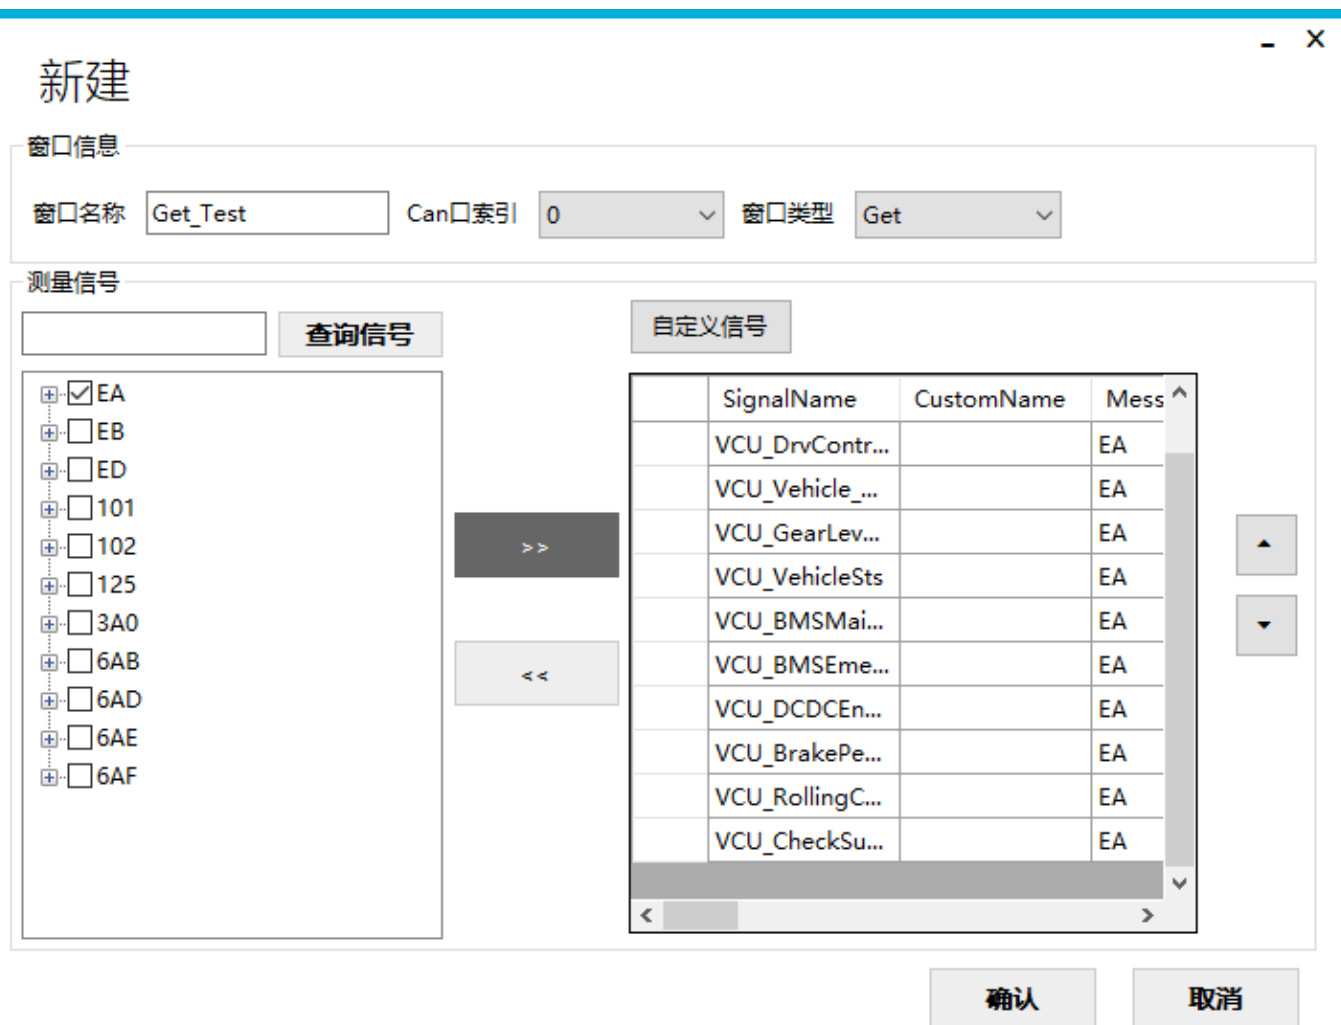 新建
窗口信息
窗口名称 Get_Test Can口索引 0 窗口类型 Get
测量信号
查询信号 自定义信号
EA
EB
ED
101
102
125
3A0
6AB
6AD
6AE
6AF
>>
<<
SignalName CustomName Mess
VCU_DrvContr... EA
VCU_Vehicle_... EA
VCU_GearLev... EA
VCU_VehicleSts EA
VCU_BMSMai... EA
VCU_BMSEme... EA
VCU_DCDCEn... EA
VCU_BrakePe... EA
VCU_RollingC... EA
VCU_CheckSu... EA
确认 取消